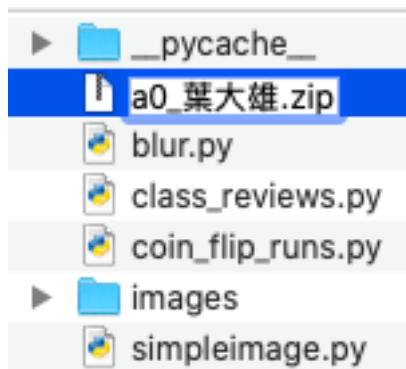 __pycache__
a0_葉大雄.zip
blur.py
class_reviews.py
coin_flip_runs.py
images
simpleimage.py